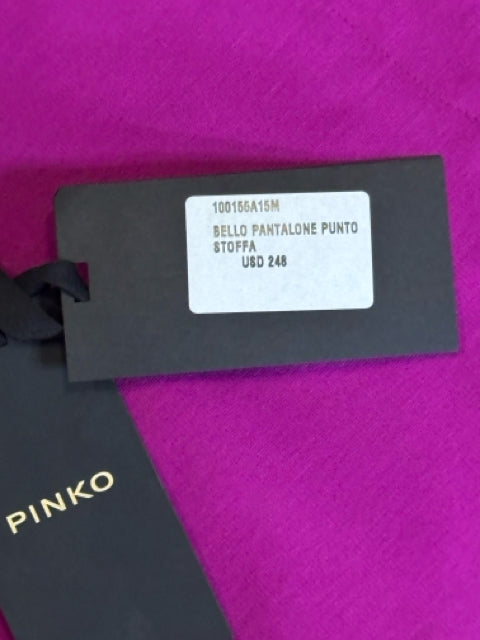 100155A15M
BELLO PANTALONE PUNTO
STOFFA
USD 248
PINKO